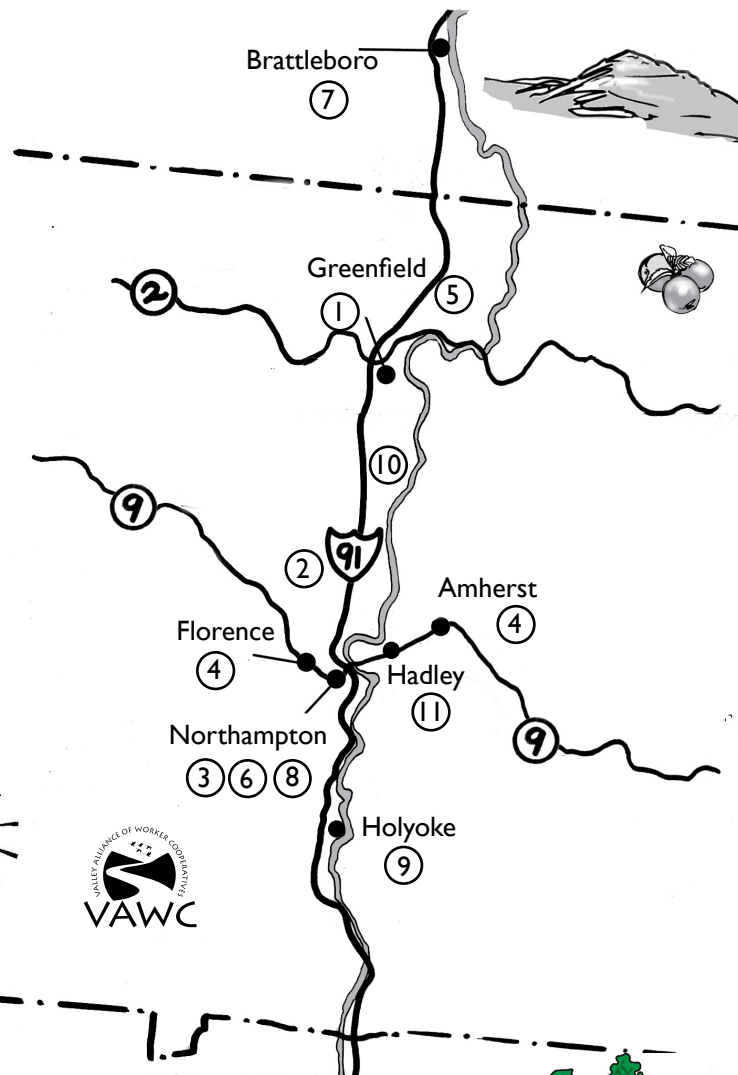 Brattleboro
7
Greenfield
5
2
1
10
9
91
2
Amherst
4
Florence
4
Hadley
11
Northampton
3 6 8
9
Holyoke
9
VALLEY ALLIANCE OF WORKER COOPERATIVES
VAWC